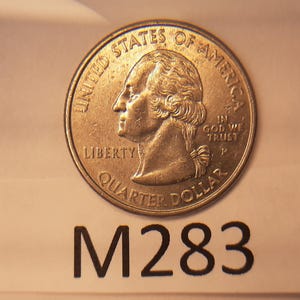 UNITED STATES OF AMERICA
LIBERTY
IN
GOD WE
TRUST
P
QUARTER DOLLAR
M283